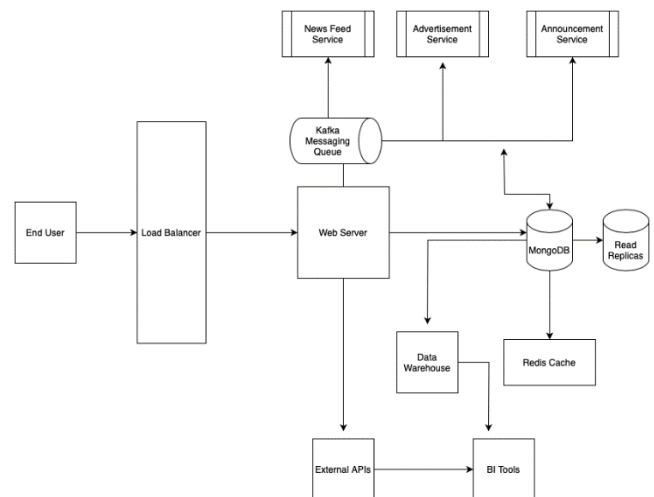 News Feed
Service
Advertisement
Service
Announcement
Service
Kafka
Messaging
Queue
End User
Load Balancer
Web Server
MongoDB
Read
Replicas
Data
Warehouse
Redis Cache
External APIs
BI Tools